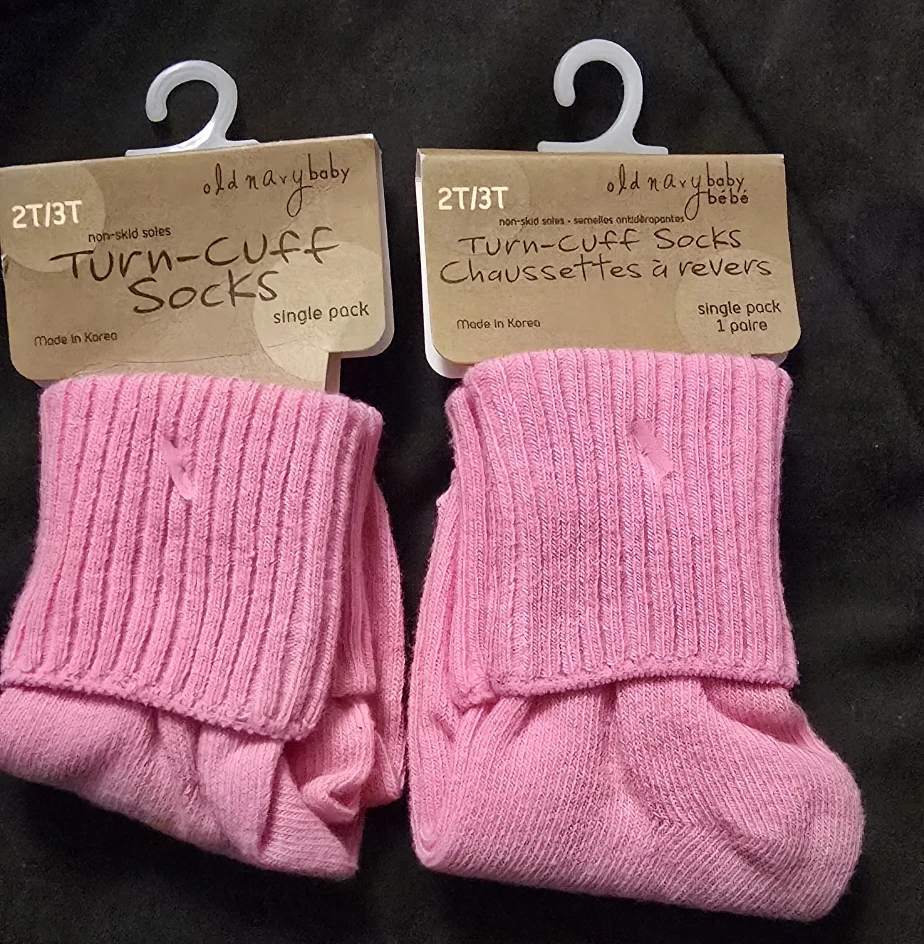 old navy baby
2T/3T
non-skid soles
Turn-Cuff
Socks
single pack
Made in Korea
old navy baby
bébé
2T/3T
non-skid soles - semelles antidérapantes
Turn-Cuff Socks
Chaussettes à revers
single pack
1 paire
Made in Korea